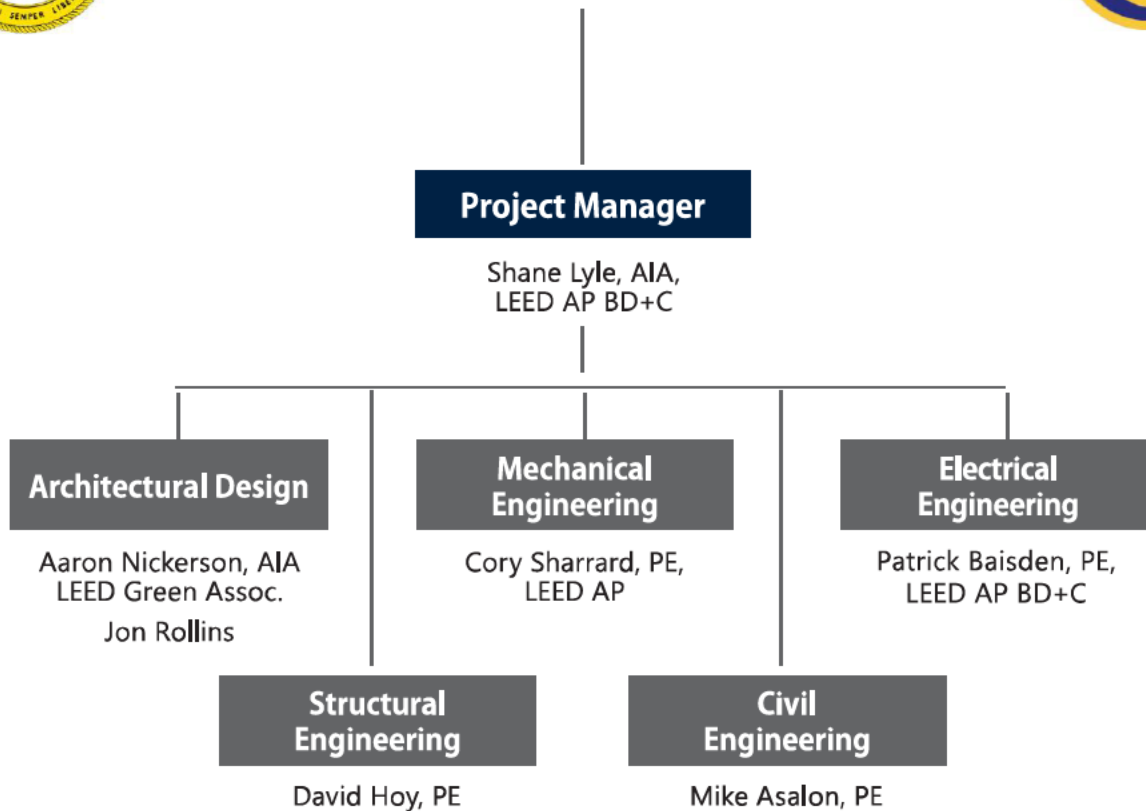 SEMPER LIBE
Project Manager
Shane Lyle, AIA,
LEED AP BD+C
Architectural Design
Aaron Nickerson, AIA
LEED Green Assoc.
Jon Rollins
Mechanical
Engineering
Cory Sharrard, PE,
LEED AP
Electrical
Engineering
Patrick Baisden, PE,
LEED AP BD+C
Structural
Engineering
David Hoy, PE
Civil
Engineering
Mike Asalon, PE